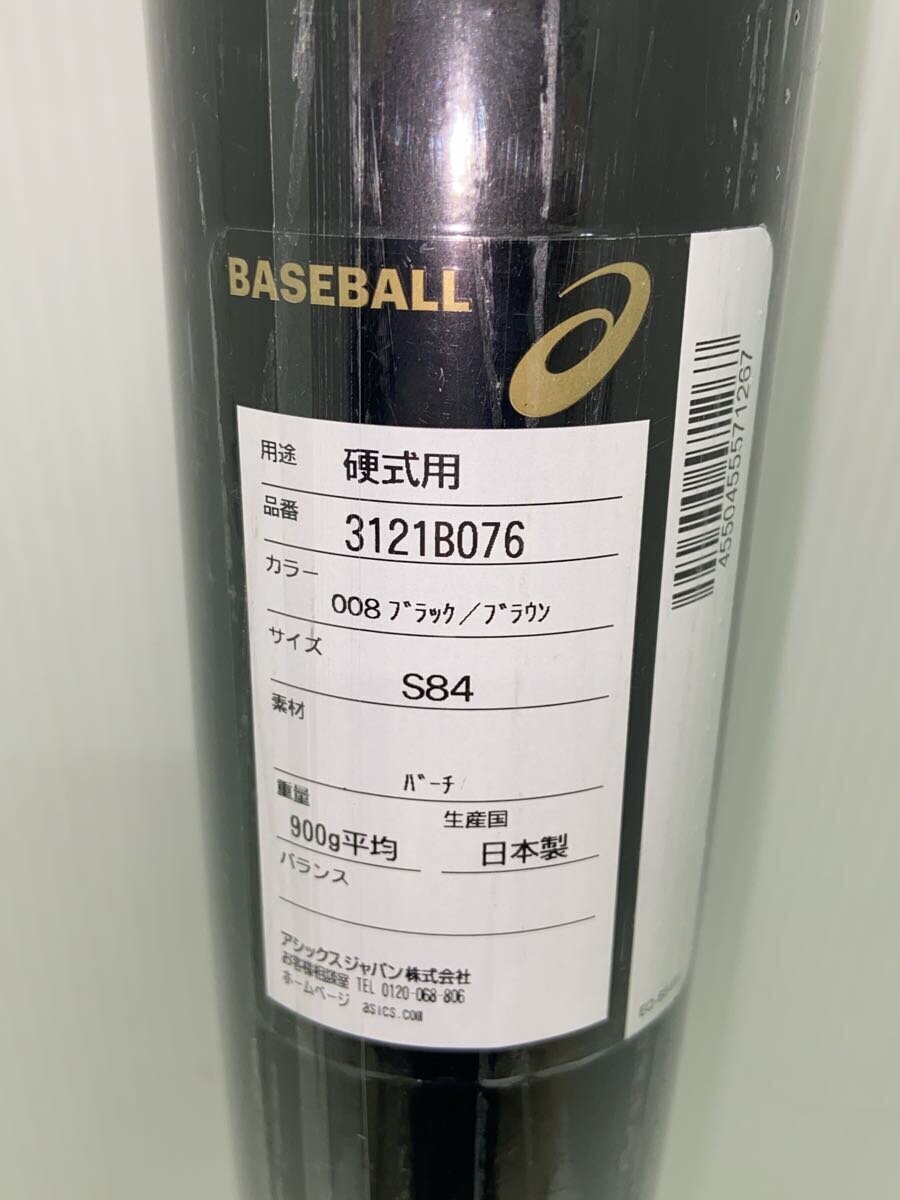 BASEBALL
用途 硬式用
品番 3121B076
カラー
008 ﾌﾞﾗｯｸ／ﾌﾞﾗｳﾝ
サイズ
S84
素材
ﾊﾞｰﾁ
重量 900g平均
生産国 日本製
バランス
アシックスジャパン株式会社
お客様相談室 TEL 0120-068-806
ホームページ asics.com
4550455571267